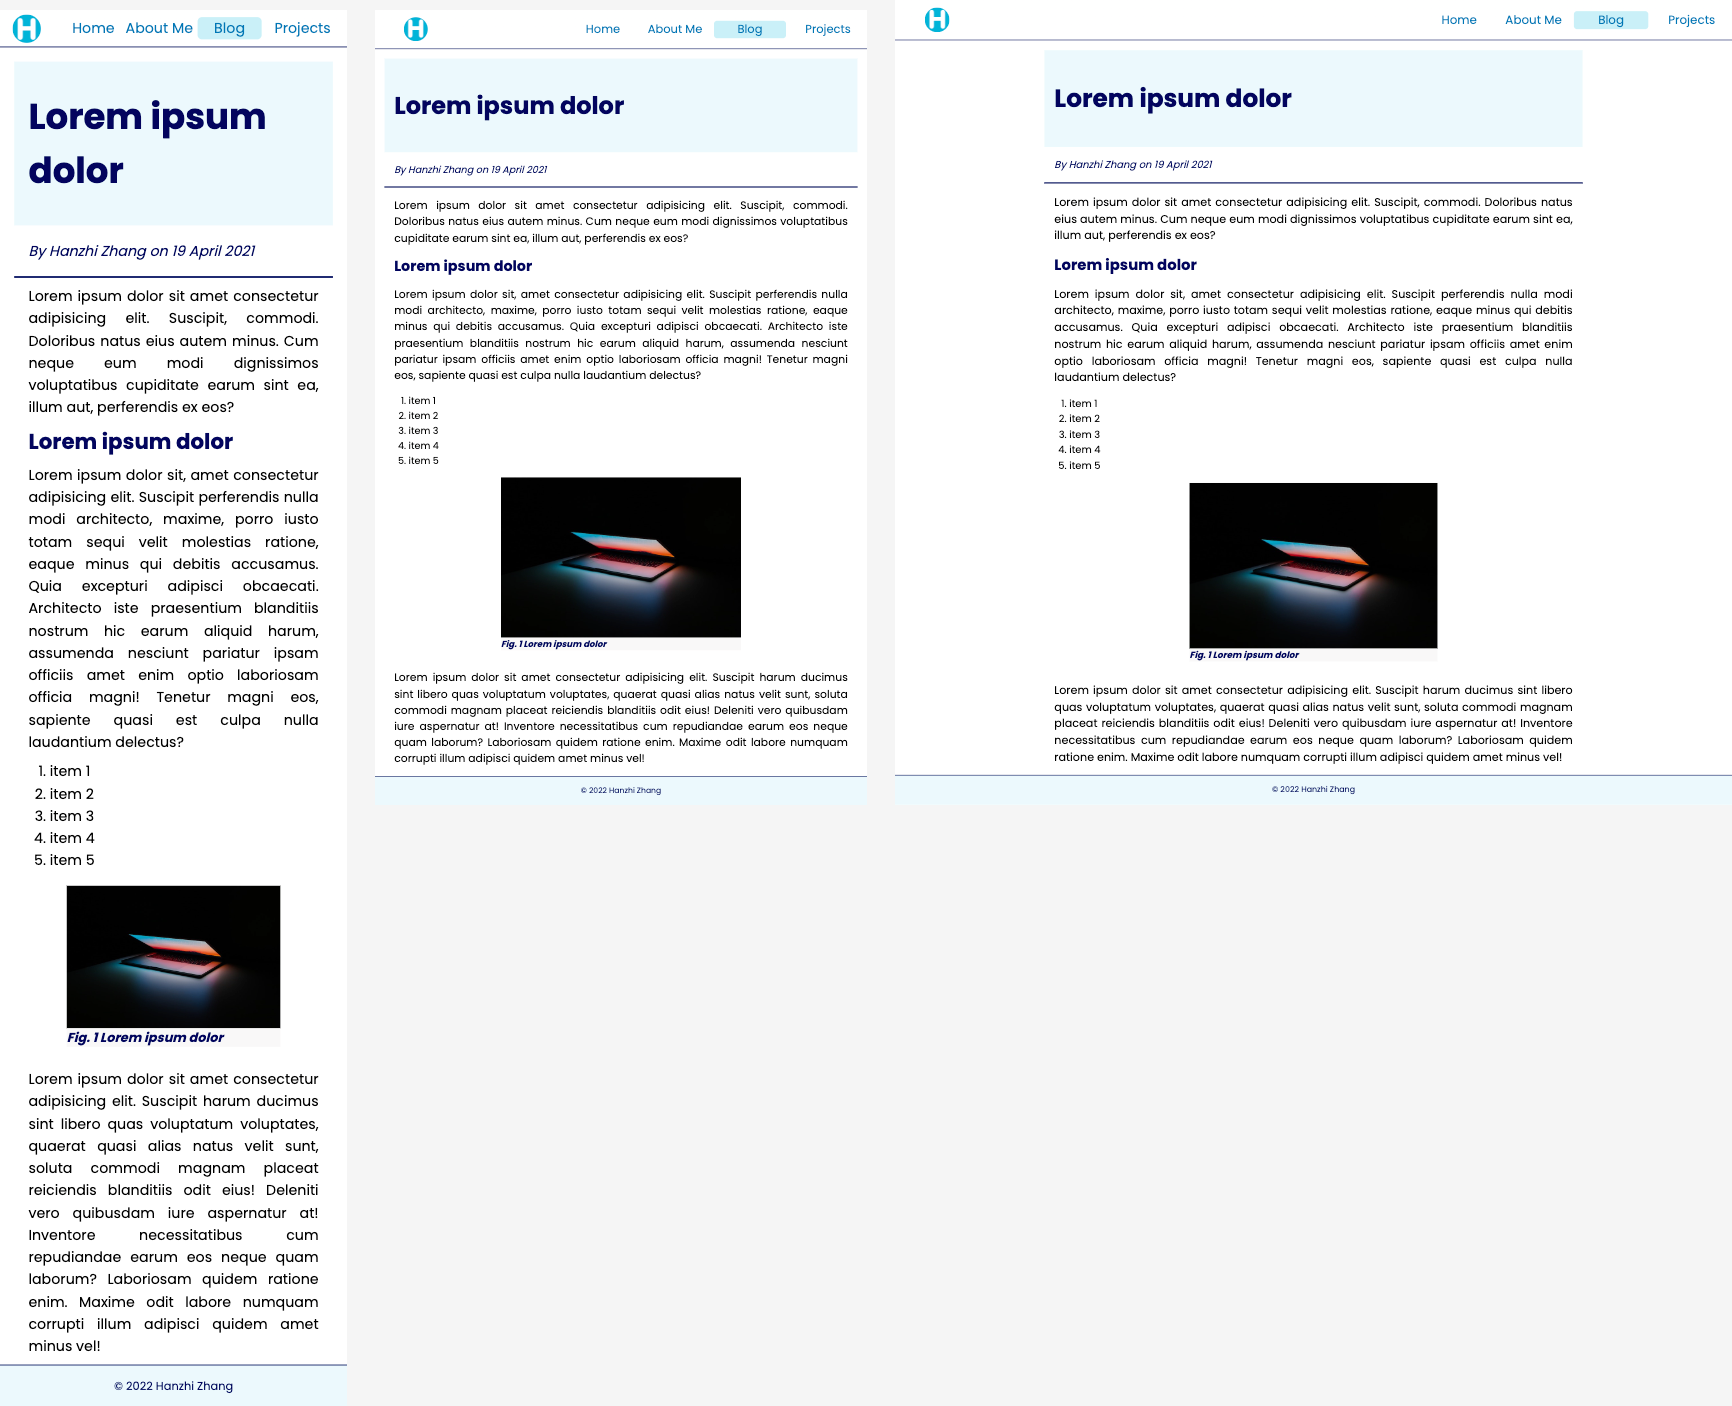 H
Home About Me Blog Projects
Lorem ipsum
dolor
By Hanzhi Zhang on 19 April 2021
Lorem ipsum dolor sit amet consectetur
adipisicing elit. Suscipit, commodi.
Doloribus natus eius autem minus. Cum
neque eum modi dignissimos
voluptatibus cupiditate earum sint ea,
illum aut, perferendis ex eos?
Lorem ipsum dolor
Lorem ipsum dolor sit, amet consectetur
adipisicing elit. Suscipit perferendis nulla
modi architecto, maxime, porro iusto
totam sequi velit molestias ratione,
eaque minus qui debitis accusamus.
Quia excepturi adipisci obcaecati.
Architecto iste praesentium blanditiis
nostrum hic earum aliquid harum,
assumenda nesciunt pariatur ipsam
officiis amet enim optio laboriosam
officia magni! Tenetur magni eos,
sapiente quasi est culpa nulla
laudantium delectus?
1. item 1
2. item 2
3. item 3
4. item 4
5. item 5
Fig. 1 Lorem ipsum dolor
Lorem ipsum dolor sit amet consectetur
adipisicing elit. Suscipit harum ducimus
sint libero quas voluptatum voluptates,
quaerat quasi alias natus velit sunt,
soluta commodi magnam placeat
reiciendis blanditiis odit eius! Deleniti
vero quibusdam iure aspernatur at!
Inventore necessitatibus cum
repudiandae earum eos neque quam
laborum? Laboriosam quidem ratione
enim. Maxime odit labore numquam
corrupti illum adipisci quidem amet
minus vel!
© 2022 Hanzhi Zhang
H
Home About Me Blog Projects
Lorem ipsum dolor
By Hanzhi Zhang on 19 April 2021
Lorem ipsum dolor sit amet consectetur adipisicing elit. Suscipit, commodi.
Doloribus natus eius autem minus. Cum neque eum modi dignissimos voluptatibus
cupiditate earum sint ea, illum aut, perferendis ex eos?
Lorem ipsum dolor
Lorem ipsum dolor sit, amet consectetur adipisicing elit. Suscipit perferendis nulla
modi architecto, maxime, porro iusto totam sequi velit molestias ratione, eaque
minus qui debitis accusamus. Quia excepturi adipisci obcaecati. Architecto iste
praesentium blanditiis nostrum hic earum aliquid harum, assumenda nesciunt
pariatur ipsam officiis amet enim optio laboriosam officia magni! Tenetur magni
eos, sapiente quasi est culpa nulla laudantium delectus?
1. item 1
2. item 2
3. item 3
4. item 4
5. item 5
Fig. 1 Lorem ipsum dolor
Lorem ipsum dolor sit amet consectetur adipisicing elit. Suscipit harum ducimus
sint libero quas voluptatum voluptates, quaerat quasi alias natus velit sunt, soluta
commodi magnam placeat reiciendis blanditiis odit eius! Deleniti vero quibusdam
iure aspernatur at! Inventore necessitatibus cum repudiandae earum eos neque
quam laborum? Laboriosam quidem ratione enim. Maxime odit labore numquam
corrupti illum adipisci quidem amet minus vel!
© 2022 Hanzhi Zhang
H
Home About Me Blog Projects
Lorem ipsum dolor
By Hanzhi Zhang on 19 April 2021
Lorem ipsum dolor sit amet consectetur adipisicing elit. Suscipit, commodi. Doloribus natus
eius autem minus. Cum neque eum modi dignissimos voluptatibus cupiditate earum sint ea,
illum aut, perferendis ex eos?
Lorem ipsum dolor
Lorem ipsum dolor sit, amet consectetur adipisicing elit. Suscipit perferendis nulla modi
architecto, maxime, porro iusto totam sequi velit molestias ratione, eaque minus qui debitis
accusamus. Quia excepturi adipisci obcaecati. Architecto iste praesentium blanditiis
nostrum hic earum aliquid harum, assumenda nesciunt pariatur ipsam officiis amet enim
optio laboriosam officia magni! Tenetur magni eos, sapiente quasi est culpa nulla
laudantium delectus?
1. item 1
2. item 2
3. item 3
4. item 4
5. item 5
Fig. 1 Lorem ipsum dolor
Lorem ipsum dolor sit amet consectetur adipisicing elit. Suscipit harum ducimus sint libero
quas voluptatum voluptates, quaerat quasi alias natus velit sunt, soluta commodi magnam
placeat reiciendis blanditiis odit eius! Deleniti vero quibusdam iure aspernatur at! Inventore
necessitatibus cum repudiandae earum eos neque quam laborum? Laboriosam quidem
ratione enim. Maxime odit labore numquam corrupti illum adipisci quidem amet minus vel!
© 2022 Hanzhi Zhang